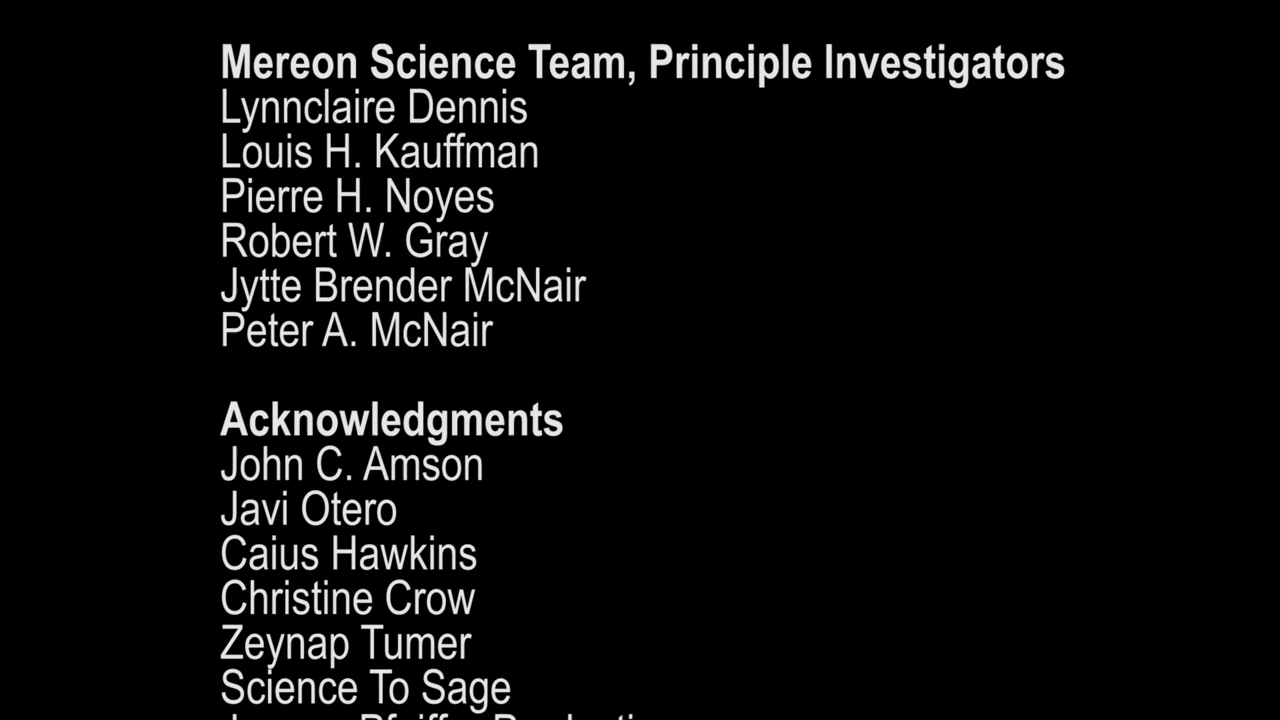 Mereon Science Team, Principle Investigators
Lynnclaire Dennis
Louis H. Kauffman
Pierre H. Noyes
Robert W. Gray
Jytte Brender McNair
Peter A. McNair
Acknowledgments
John C. Amson
Javi Otero
Caius Hawkins
Christine Crow
Zeynap Tumer
Science To Sage